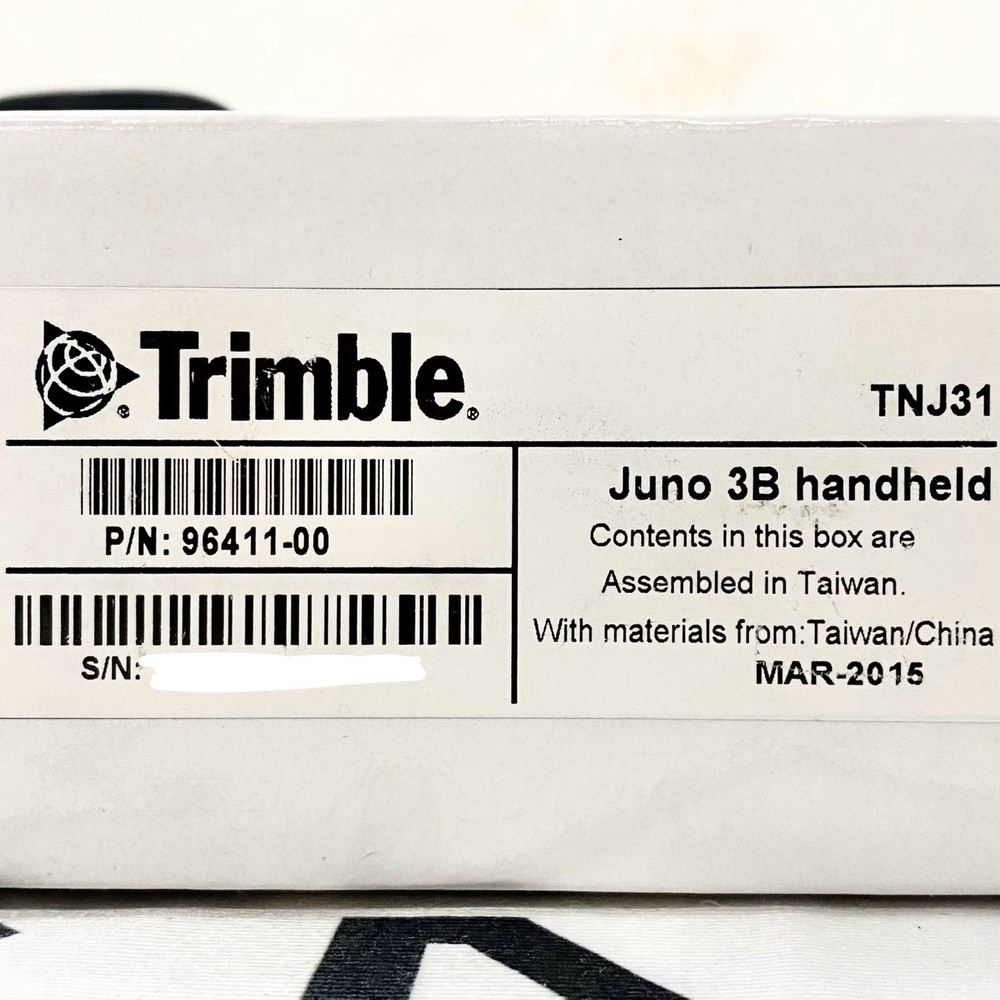 Trimble
TNJ31
P/N: 96411-00
S/N:
Juno 3B handheld
Contents in this box are
Assembled in Taiwan.
With materials from:Taiwan/China
MAR-2015